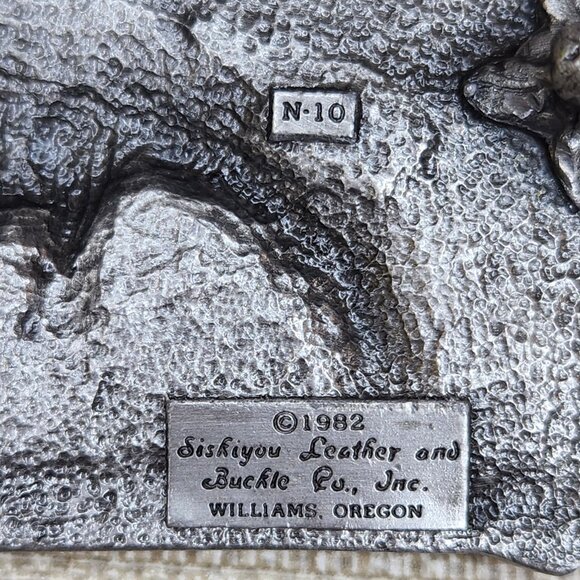 N-10
©1982
Siskiyou Leather and
Buckle Co., Inc.
WILLIAMS, OREGON